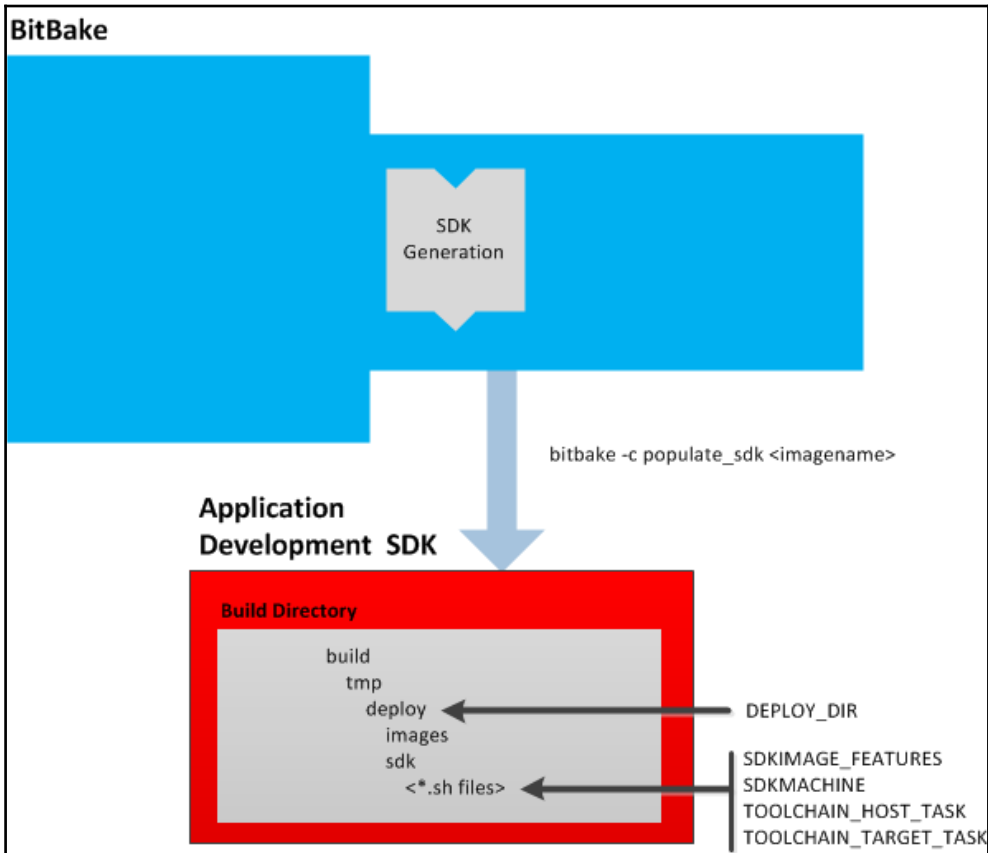 BitBake
SDK
Generation
bitbake -c populate_sdk <imagename>
Application
Development SDK
Build Directory
build
tmp
deploy
DEPLOY_DIR
images
sdk
<*.sh files>
SDKIMAGE_FEATURES
SDKMACHINE
TOOLCHAIN_HOST_TASK
TOOLCHAIN_TARGET_TASK